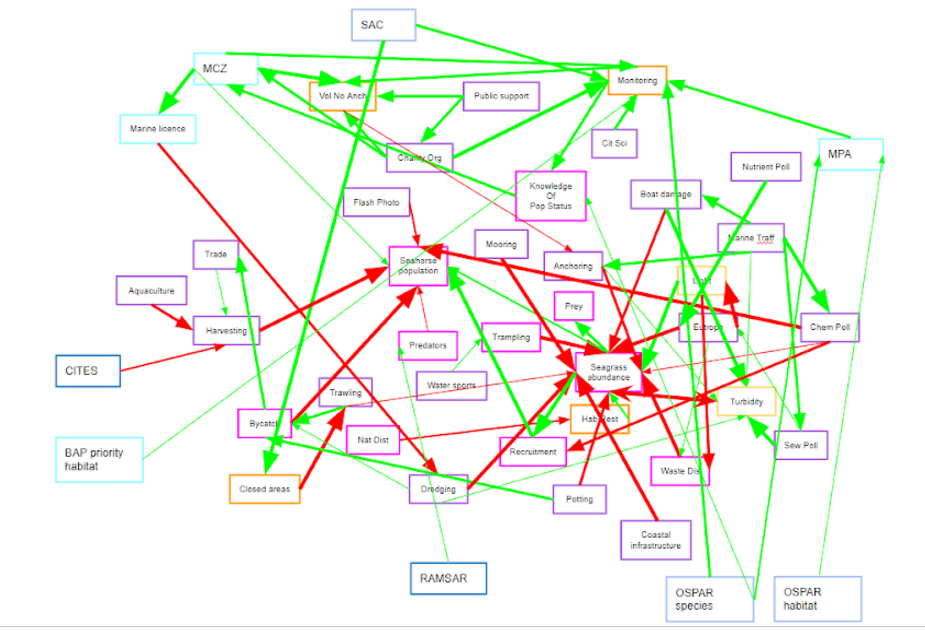 SAC
MCZ
Monitoring
Vol No Anch
Public support
Marine licence
Cit Sci
Charity Org
MPA
Nutrient Poll
Knowledge
Of
Pop Status
Boat damage
Flash Photo
Marine Traff
Mooring
Trade
Seahorse
population
Anchoring
Light
Aquaculture
Prey
Harvesting
Chem Poll
Trampling
Predators
CITES
Seagrass
abundance
Water sports
Trawling
Turbidity
Bycatch
Hab Rest
Nat Dist
Sew Poll
Recruitment
BAP priority
habitat
Waste Dis
Closed areas
Dredging
Potting
Coastal
infrastructure
RAMSAR
OSPAR
species
OSPAR
habitat